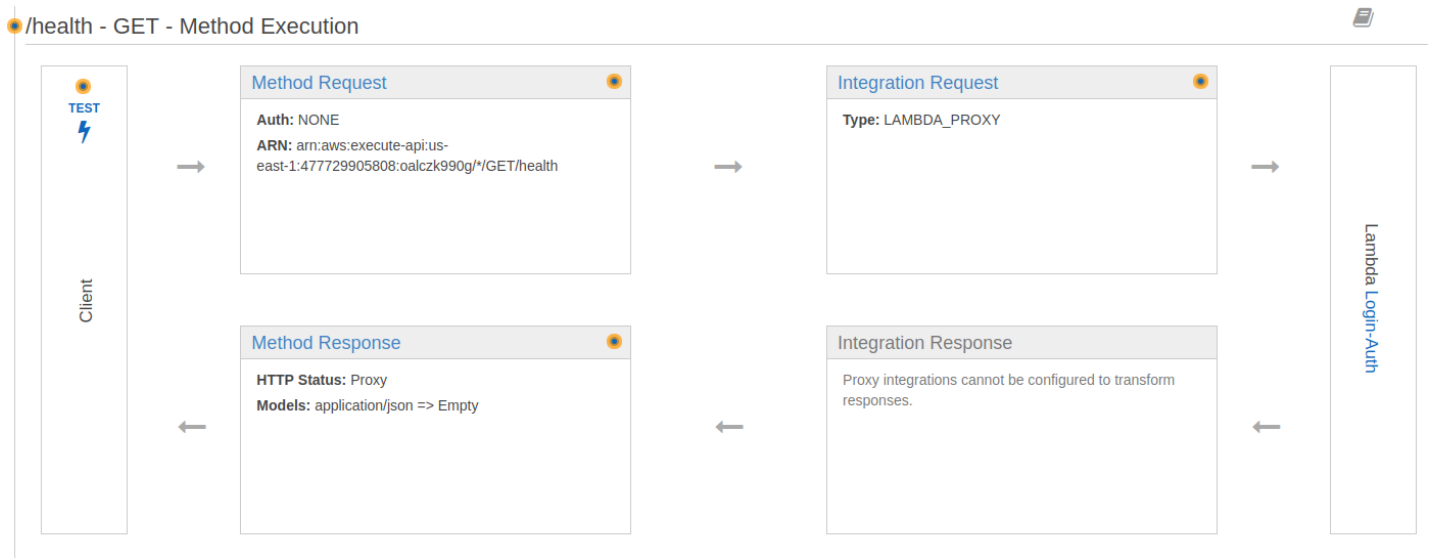 /health - GET - Method Execution
TEST
Client
Method Request
Auth: NONE
ARN: arn:aws:execute-api:us-
east-1:477729905808:oalczk990g/*/GET/health
Integration Request
Type: LAMBDA_PROXY
Lambda Login-Auth
Method Response
HTTP Status: Proxy
Models: application/json => Empty
Integration Response
Proxy integrations cannot be configured to transform
responses.